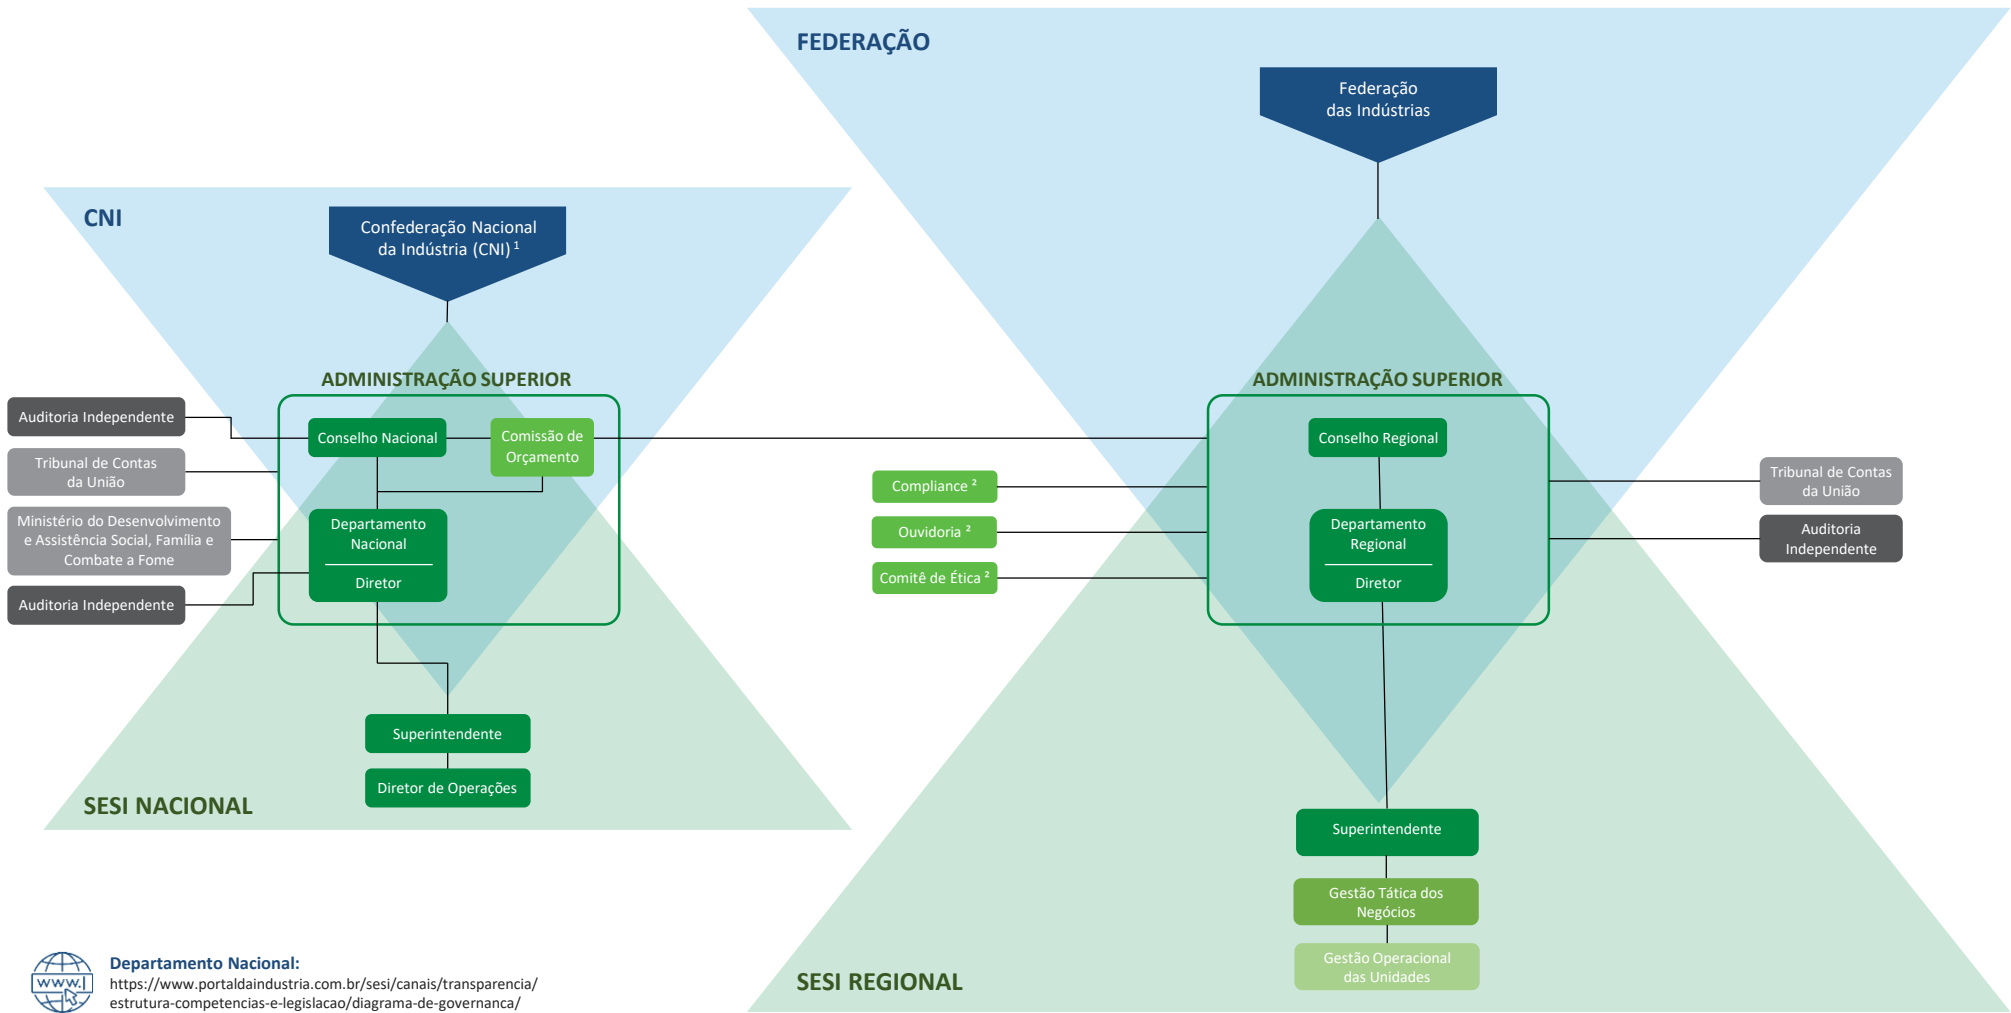 FEDERAÇÃO
Federação
das Indústrias
CNI
Confederação Nacional
da Indústria (CNI) ¹
ADMINISTRAÇÃO SUPERIOR
Auditoria Independente
Conselho Nacional
Comissão de
Orçamento
Tribunal de Contas
da União
Ministério do Desenvolvimento
e Assistência Social, Família e
Combate a Fome
Departamento
Nacional
Diretor
Auditoria Independente
Superintendente
Diretor de Operações
SESI NACIONAL
ADMINISTRAÇÃO SUPERIOR
Conselho Regional
Compliance ²
Ouvidoria ²
Comitê de Ética ²
Departamento
Regional
Diretor
Tribunal de Contas
da União
Auditoria
Independente
Superintendente
Gestão Tática dos
Negócios
Gestão Operacional
das Unidades
SESI REGIONAL
www.
Departamento Nacional:
https://www.portaldaindustria.com.br/sesi/canais/transparencia/
estrutura-competencias-e-legislacao/diagrama-de-governanca/